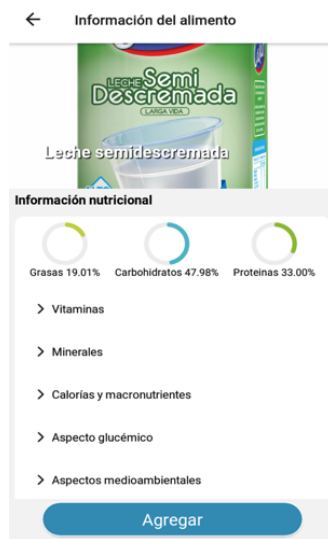 Información del alimento
LECHE Semi
Descremada
LARGA VIDA
Leche semidescremada
Información nutricional
Grasas 19.01% Carbohidratos 47.98% Proteinas 33.00%
Vitaminas
Minerales
Calorías y macronutrientes
Aspecto glucémico
Aspectos medioambientales
Agregar